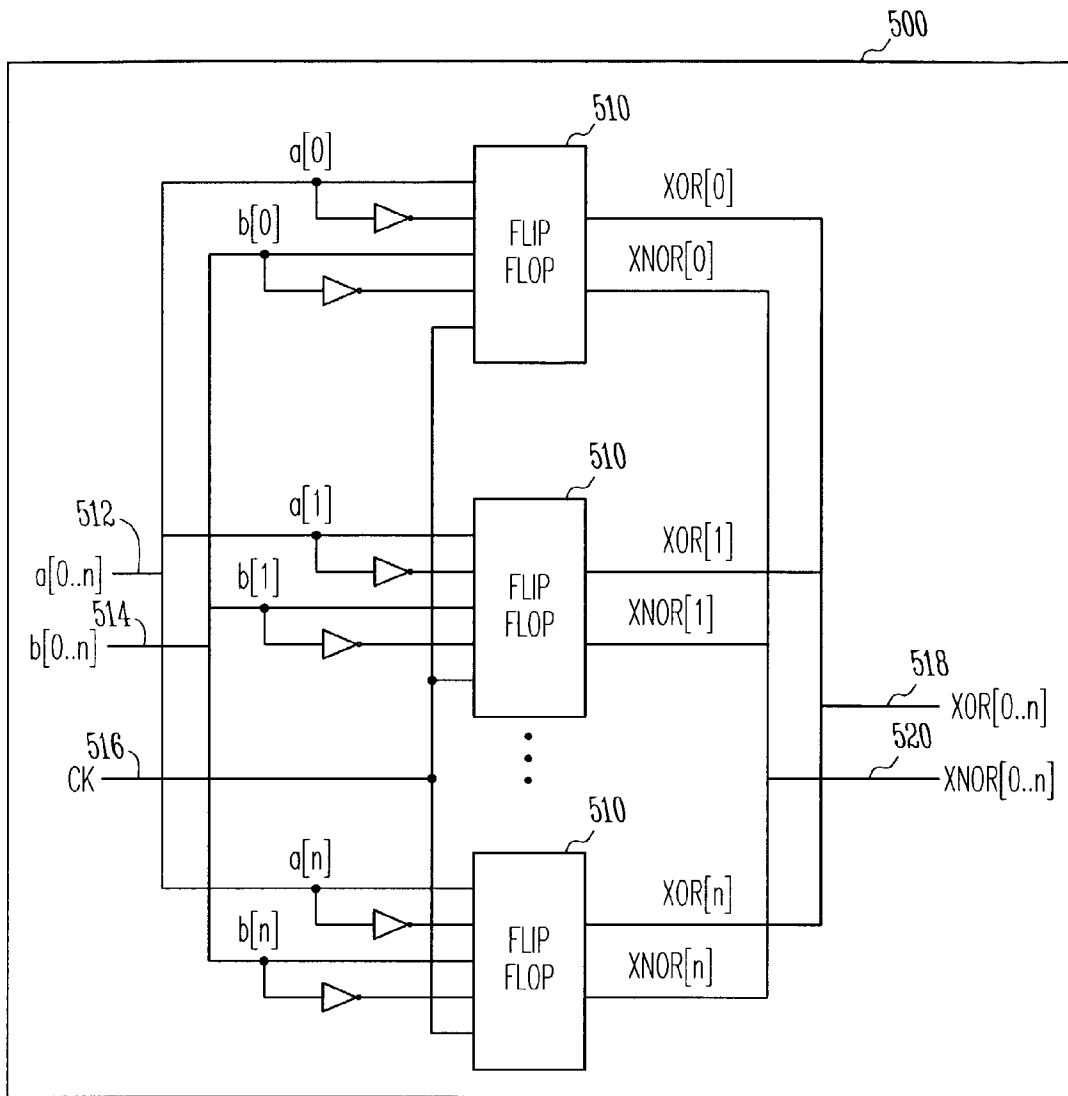 500
510
a[0]
XOR[0]
b[0]
FLIP
FLOP
XNOR[0]
510
a[1]
XOR[1]
512
a[0..n]
b[1]
FLIP
FLOP
XNOR[1]
514
b[0..n]
518
XOR[0..n]
516
CK
520
XNOR[0..n]
510
a[n]
XOR[n]
b[n]
FLIP
FLOP
XNOR[n]